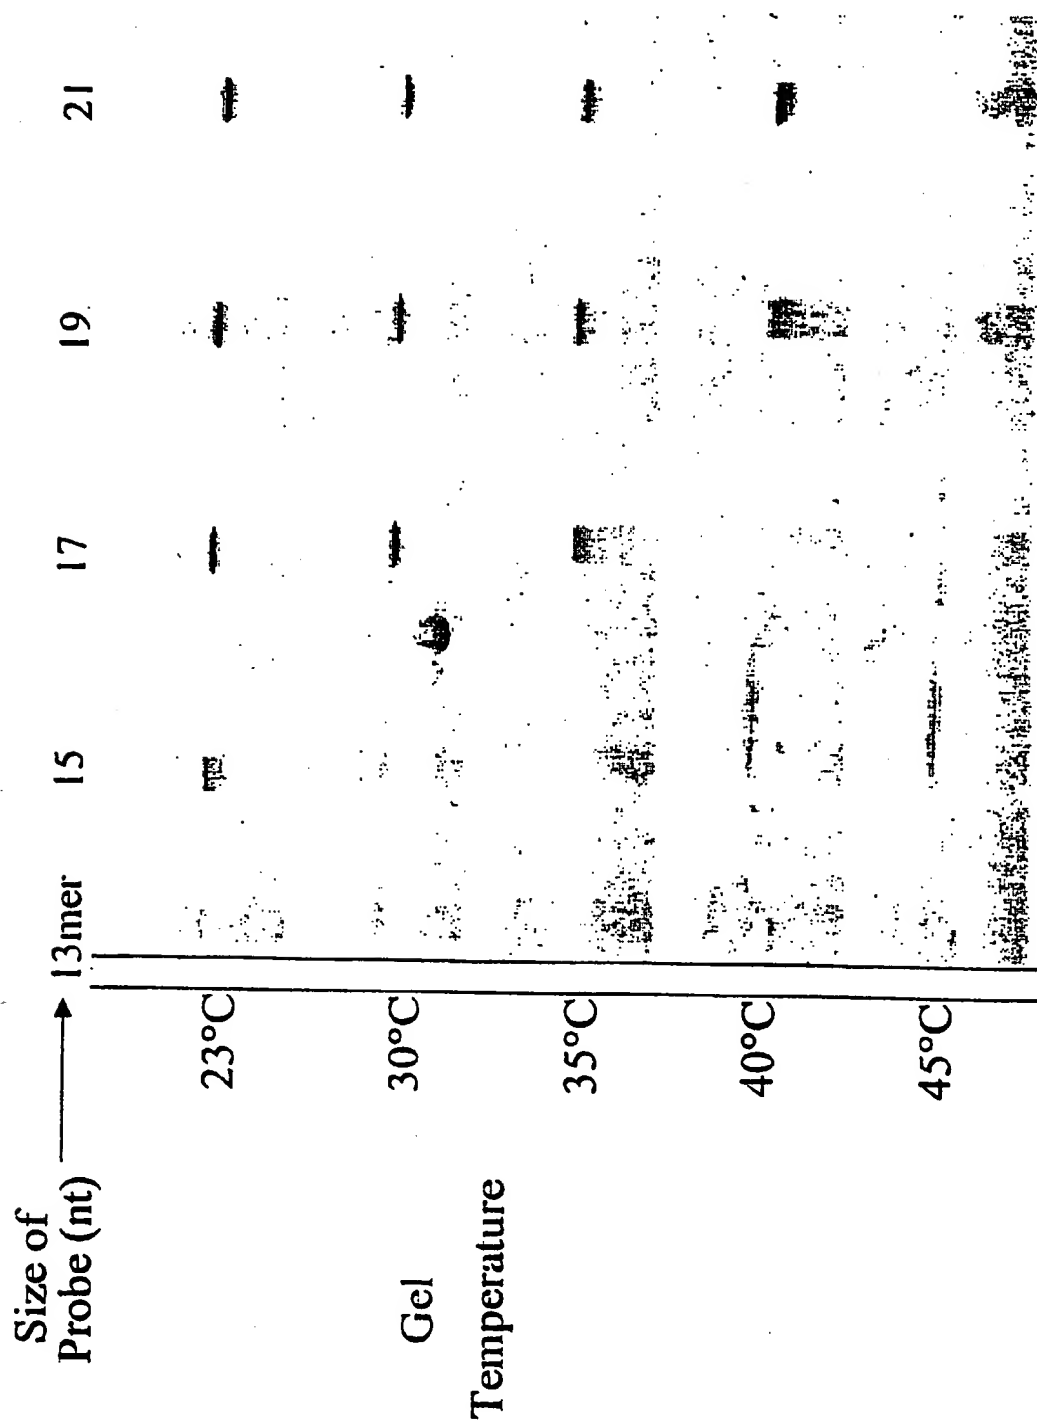 Size of
Probe (nt)
13mer 15 17 19 21
23°C
30°C
35°C
40°C
45°C
Gel
Temperature